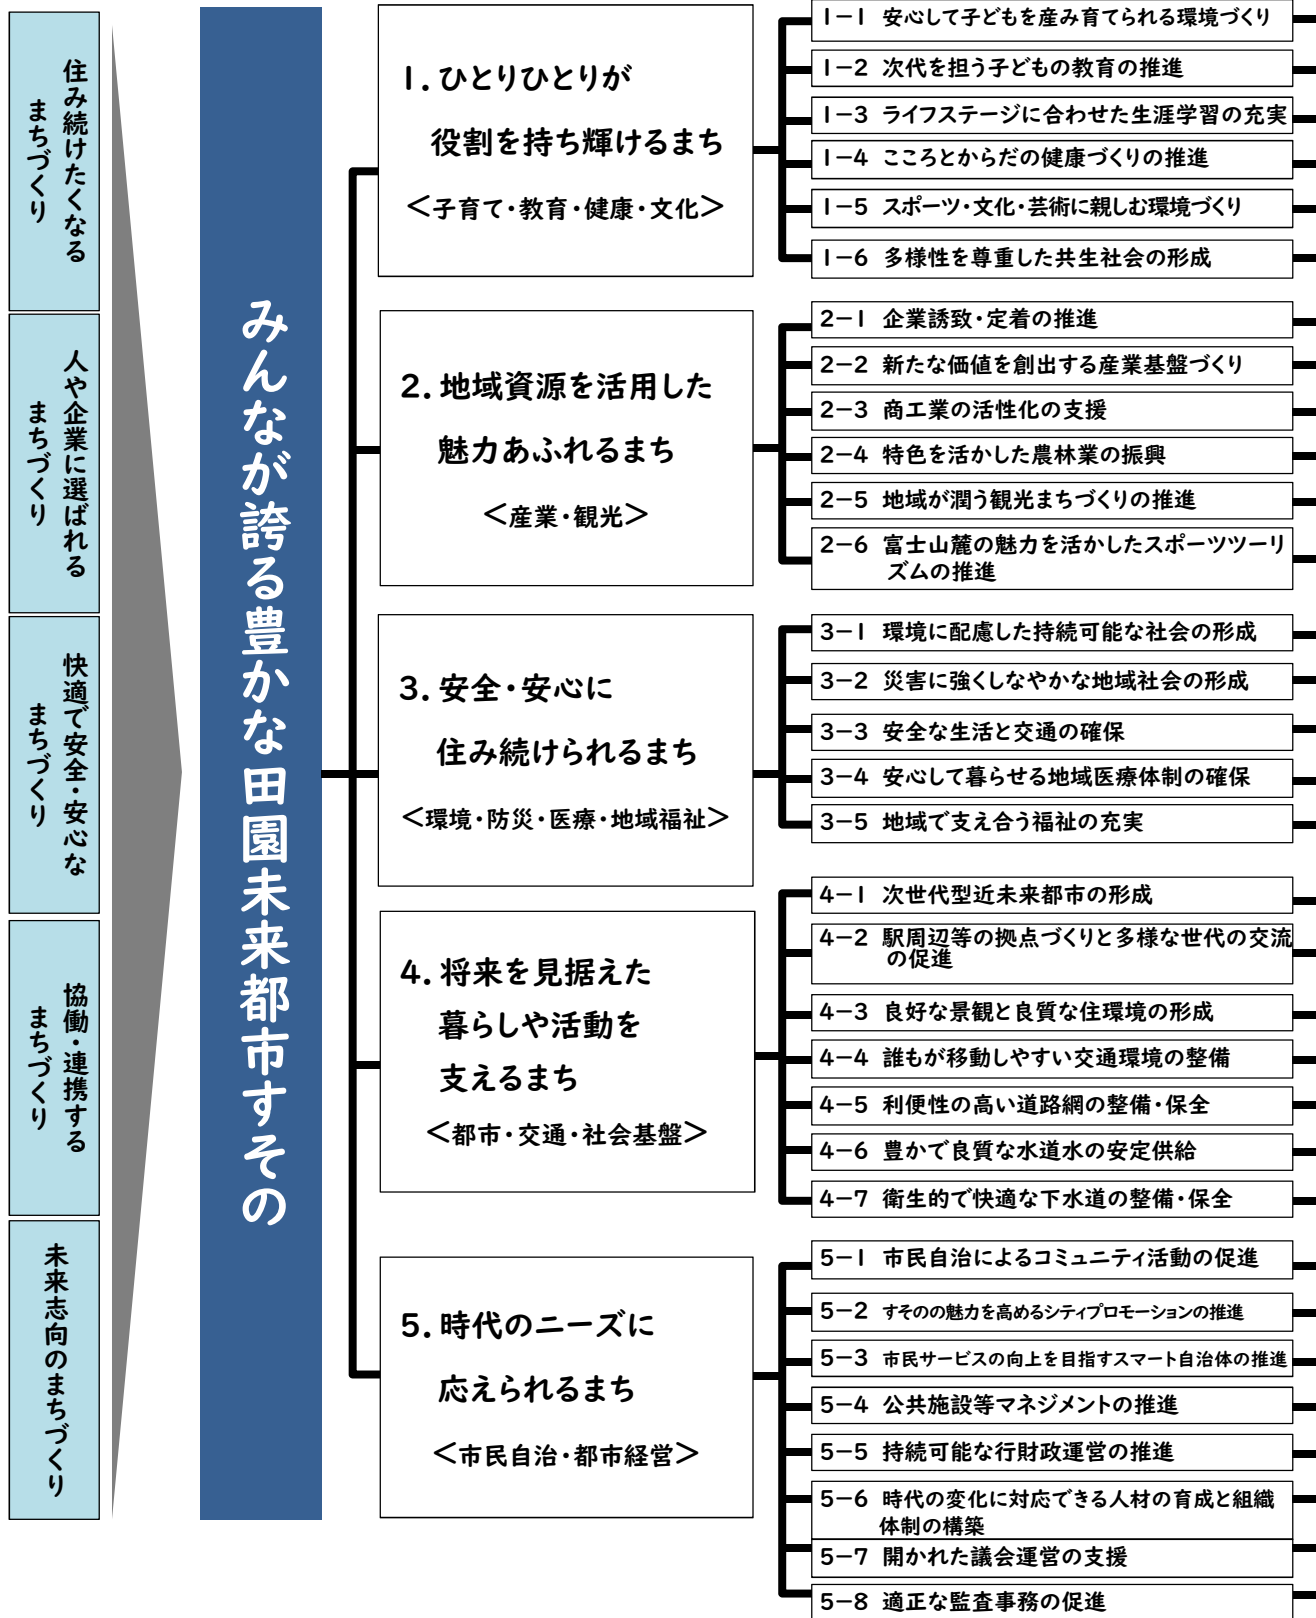 住み続けたくなる
まちづくり
人や企業に選ばれる
まちづくり
快適で安全・安心な
まちづくり
協働・連携する
まちづくり
未来志向のまちづくり
みんなが誇る豊かな田園未来都市すその
1. ひとりひとりが
役割を持ち輝けるまち
＜子育て・教育・健康・文化＞
1－1 安心して子どもを産み育てられる環境づくり
1－2 次代を担う子どもの教育の推進
1－3 ライフステージに合わせた生涯学習の充実
1－4 こころとからだの健康づくりの推進
1－5 スポーツ・文化・芸術に親しむ環境づくり
1－6 多様性を尊重した共生社会の形成
2. 地域資源を活用した
魅力あふれるまち
＜産業・観光＞
2－1 企業誘致・定着の推進
2－2 新たな価値を創出する産業基盤づくり
2－3 商工業の活性化の支援
2－4 特色を活かした農林業の振興
2－5 地域が潤う観光まちづくりの推進
2－6 富士山麓の魅力を活かしたスポーツツーリ
ズムの推進
3. 安全・安心に
住み続けられるまち
＜環境・防災・医療・地域福祉＞
3－1 環境に配慮した持続可能な社会の形成
3－2 災害に強くしなやかな地域社会の形成
3－3 安全な生活と交通の確保
3－4 安心して暮らせる地域医療体制の確保
3－5 地域で支え合う福祉の充実
4. 将来を見据えた
暮らしや活動を
支えるまち
＜都市・交通・社会基盤＞
4－1 次世代型近未来都市の形成
4－2 駅周辺等の拠点づくりと多様な世代の交流
の促進
4－3 良好な景観と良質な住環境の形成
4－4 誰もが移動しやすい交通環境の整備
4－5 利便性の高い道路網の整備・保全
4－6 豊かで良質な水道水の安定供給
4－7 衛生的で快適な下水道の整備・保全
5. 時代のニーズに
応えられるまち
＜市民自治・都市経営＞
5－1 市民自治によるコミュニティ活動の促進
5－2 すそのの魅力を高めるシティプロモーションの推進
5－3 市民サービスの向上を目指すスマート自治体の推進
5－4 公共施設等マネジメントの推進
5－5 持続可能な行財政運営の推進
5－6 時代の変化に対応できる人材の育成と組織
体制の構築
5－7 開かれた議会運営の支援
5－8 適正な監査事務の促進